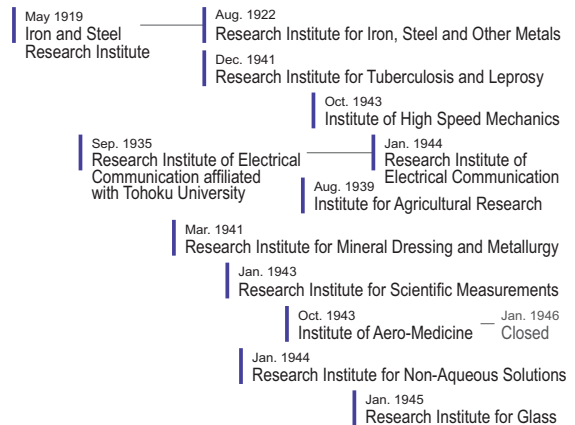 May 1919
Iron and Steel
Research Institute
Aug. 1922
Research Institute for Iron, Steel and Other Metals
Dec. 1941
Research Institute for Tuberculosis and Leprosy
Oct. 1943
Institute of High Speed Mechanics
Sep. 1935
Research Institute of Electrical
Communication affiliated
with Tohoku University
Jan. 1944
Research Institute of
Electrical Communication
Aug. 1939
Institute for Agricultural Research
Mar. 1941
Research Institute for Mineral Dressing and Metallurgy
Jan. 1943
Research Institute for Scientific Measurements
Oct. 1943
Institute of Aero-Medicine
Jan. 1946
Closed
Jan. 1944
Research Institute for Non-Aqueous Solutions
Jan. 1945
Research Institute for Glass